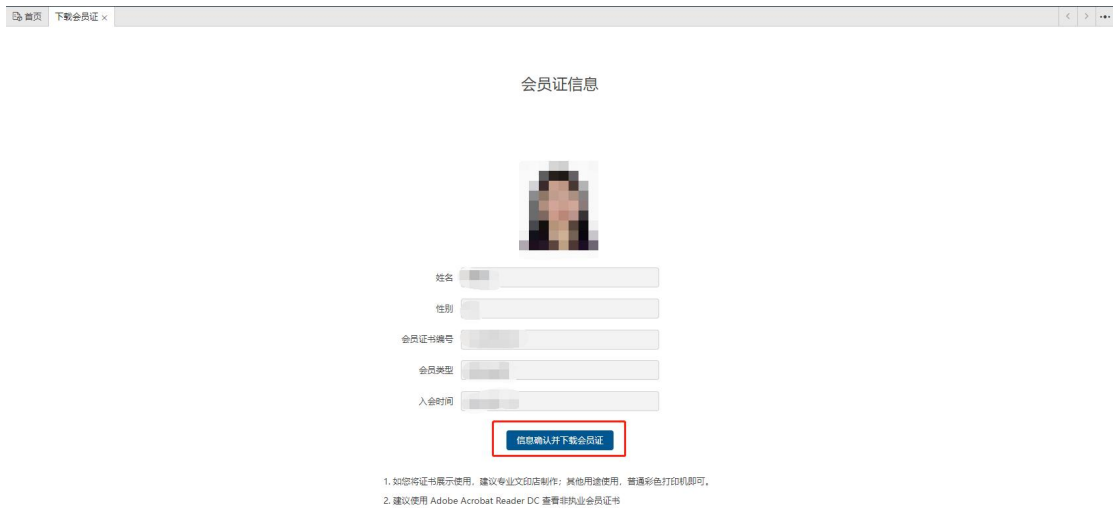 首页 下载会员证 ×
会员证信息
姓名
性别
会员证书编号
会员类型
入会时间
信息确认并下载会员证
1. 如您将证书展示使用，建议专业文印店制作；其他用途使用，普通彩色打印机即可。
2. 建议使用 Adobe Acrobat Reader DC 查看非执业会员证书